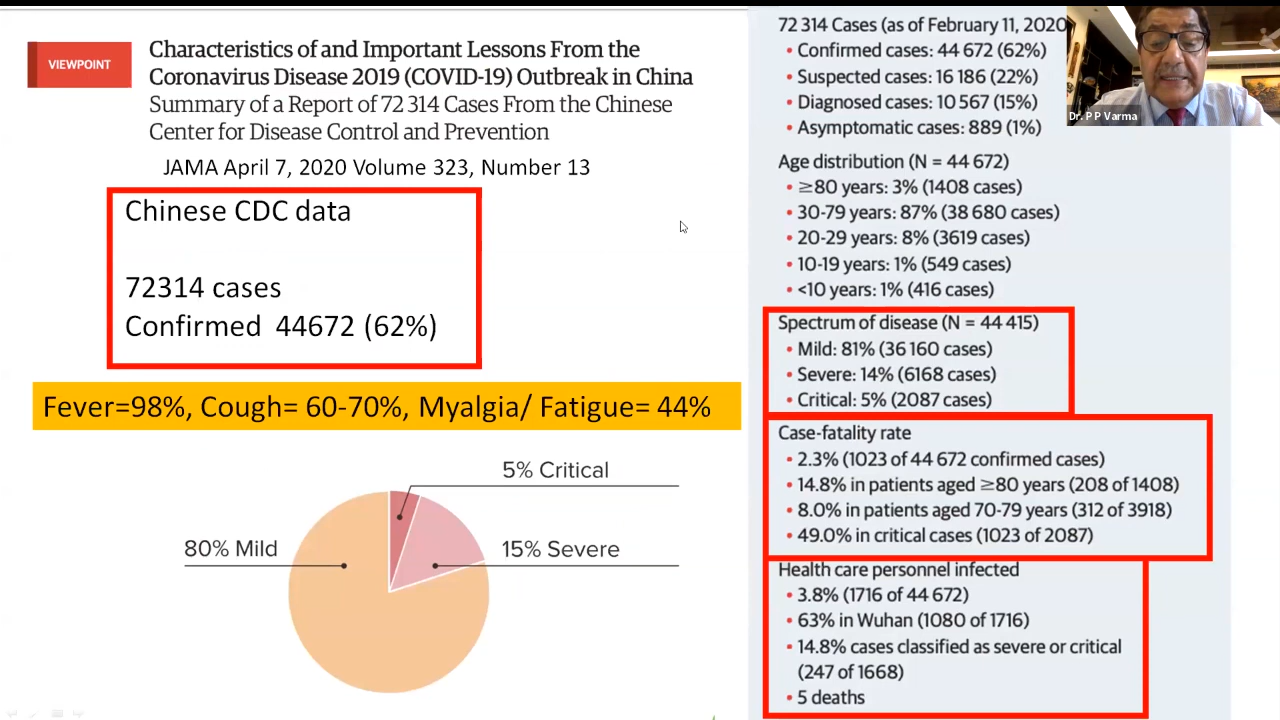 VIEWPOINT
Characteristics of and Important Lessons From the
Coronavirus Disease 2019 (COVID-19) Outbreak in China
Summary of a Report of 72 314 Cases From the Chinese
Center for Disease Control and Prevention
JAMA April 7, 2020 Volume 323, Number 13
Chinese CDC data
72314 cases
Confirmed 44672 (62%)
Fever=98%, Cough= 60-70%, Myalgia/ Fatigue= 44%
5% Critical
80% Mild
15% Severe
72 314 Cases (as of February 11, 2020
• Confirmed cases: 44 672 (62%)
• Suspected cases: 16 186 (22%)
• Diagnosed cases: 10 567 (15%)
• Asymptomatic cases: 889 (1%)
Age distribution (N = 44 672)
• ≥80 years: 3% (1408 cases)
• 30-79 years: 87% (38 680 cases)
• 20-29 years: 8% (3619 cases)
• 10-19 years: 1% (549 cases)
• <10 years: 1% (416 cases)
Spectrum of disease (N = 44 415)
• Mild: 81% (36 160 cases)
• Severe: 14% (6168 cases)
• Critical: 5% (2087 cases)
Case-fatality rate
• 2.3% (1023 of 44 672 confirmed cases)
• 14.8% in patients aged ≥80 years (208 of 1408)
• 8.0% in patients aged 70-79 years (312 of 3918)
• 49.0% in critical cases (1023 of 2087)
Health care personnel infected
• 3.8% (1716 of 44 672)
• 63% in Wuhan (1080 of 1716)
• 14.8% cases classified as severe or critical
(247 of 1668)
• 5 deaths
Dr. P P Varma